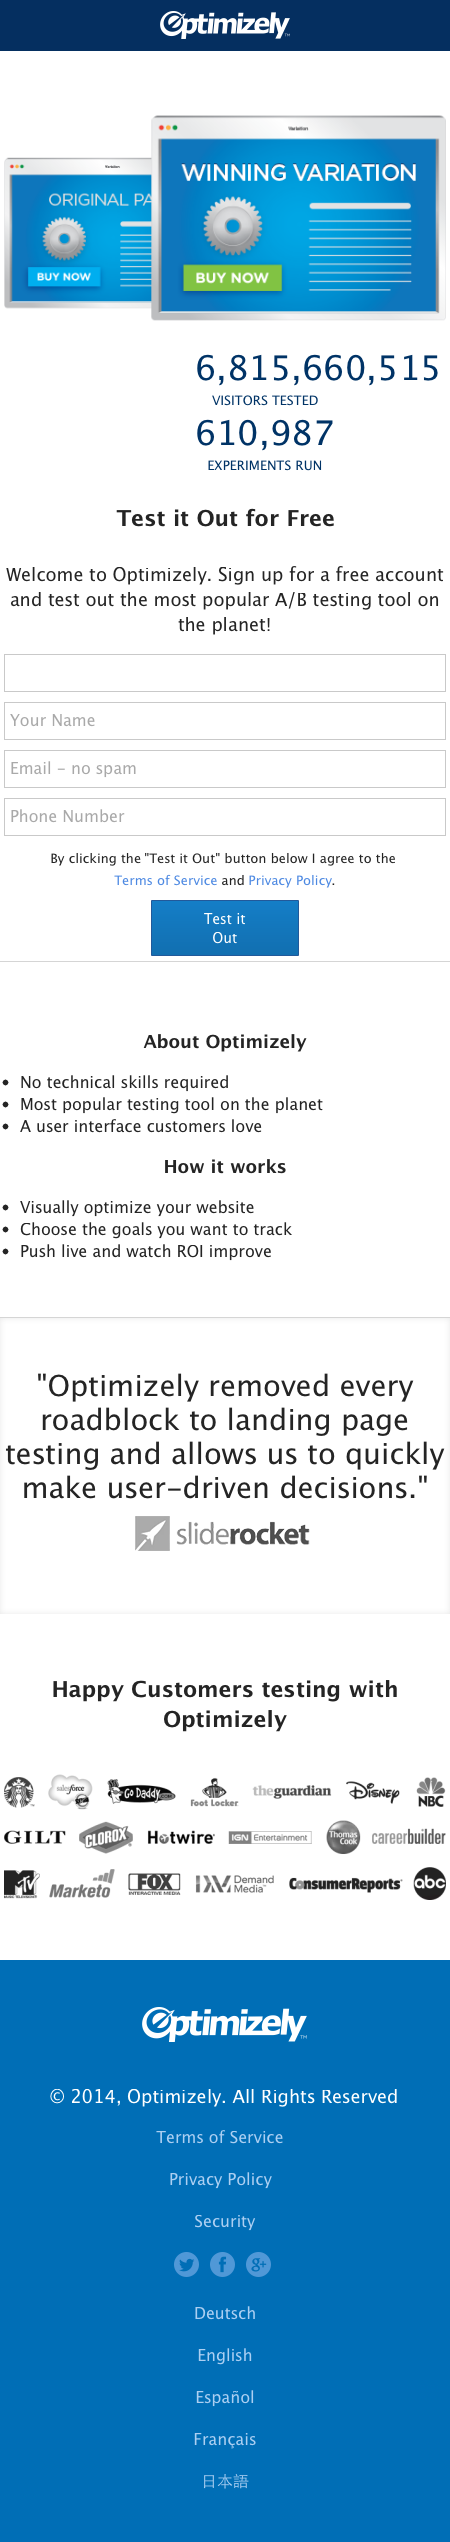 Optimizely
Variation
Variation
WINNING VARIATION
ORIGINAL PA
BUY NOW
BUY NOW
6,815,660,515
VISITORS TESTED
610,987
EXPERIMENTS RUN
Test it Out for Free
Welcome to Optimizely. Sign up for a free account
and test out the most popular A/B testing tool on
the planet!
Your Name
Email - no spam
Phone Number
By clicking the "Test it Out" button below I agree to the
Terms of Service and Privacy Policy.
Test it
Out
About Optimizely
• No technical skills required
• Most popular testing tool on the planet
• A user interface customers love
How it works
• Visually optimize your website
• Choose the goals you want to track
• Push live and watch ROI improve
"Optimizely removed every
roadblock to landing page
testing and allows us to quickly
make user-driven decisions."
sliderocket
Happy Customers testing with
Optimizely
salesforce Go Daddy .COM Foot Locker theguardian Disney NBC
GILT CLOROX Hotwire IGN Entertainment Thomas Cook careerbuilder
MTV MUSIC TELEVISION Marketo FOX INTERACTIVE MEDIA Demand Media™ ConsumerReports abc
Optimizely™
© 2014, Optimizely. All Rights Reserved
Terms of Service
Privacy Policy
Security
Deutsch
English
Español
Français
日本語